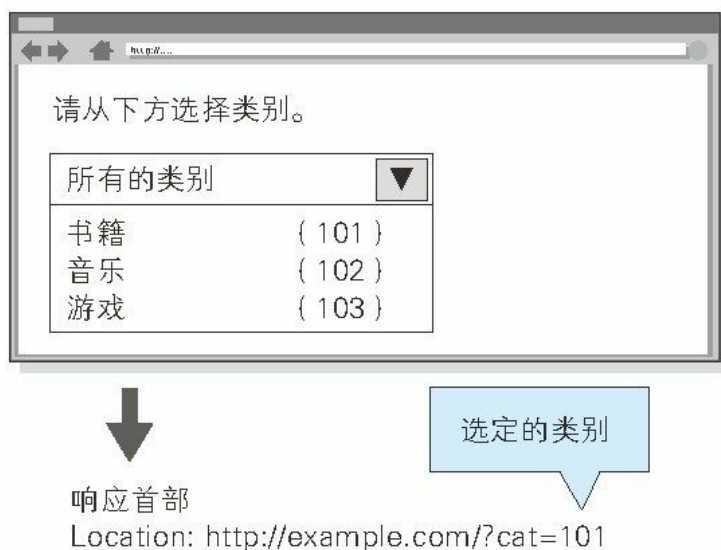 http://....
请从下方选择类别。
所有的类别 ▼
书籍 ( 101 )
音乐 ( 102 )
游戏 ( 103 )
选定的类别
响应首部
Location: http://example.com/?cat=101